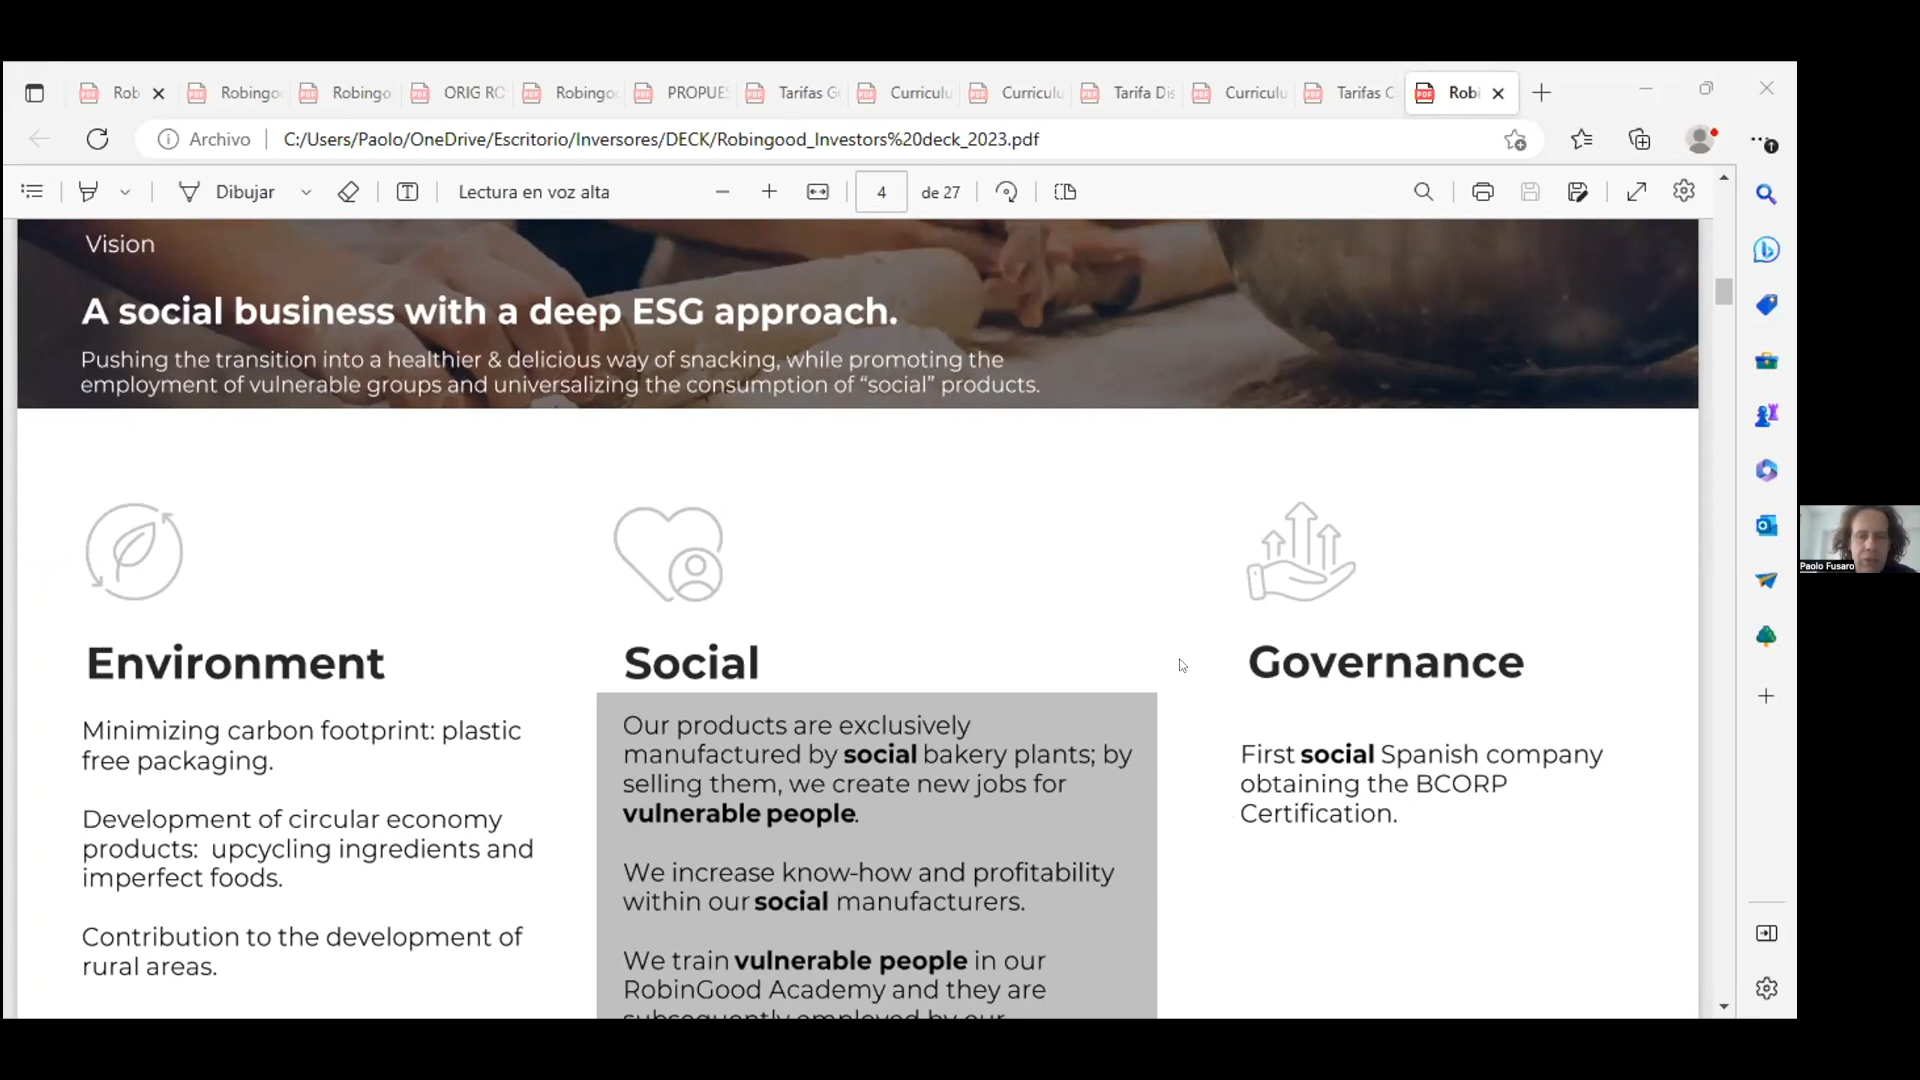 Rob
Robingo
Robingo
ORIG RO
Robingo
PROPUES
Tarifas G
Curriculu
Curriculu
Tarifa Dis
Curriculu
Tarifas C
Robi
Archivo
C:/Users/Paolo/OneDrive/Escritorio/Inversores/DECK/Robingood_Investors%20deck_2023.pdf
Dibujar
Lectura en voz alta
4
de 27
Vision
A social business with a deep ESG approach.
Pushing the transition into a healthier & delicious way of snacking, while promoting the
employment of vulnerable groups and universalizing the consumption of “social” products.
Environment
Minimizing carbon footprint: plastic
free packaging.
Development of circular economy
products: upcycling ingredients and
imperfect foods.
Contribution to the development of
rural areas.
Social
Our products are exclusively
manufactured by social bakery plants; by
selling them, we create new jobs for
vulnerable people.
We increase know-how and profitability
within our social manufacturers.
We train vulnerable people in our
RobinGood Academy and they are
subsequently employed by our
Governance
First social Spanish company
obtaining the BCORP
Certification.
Paolo Fusaro